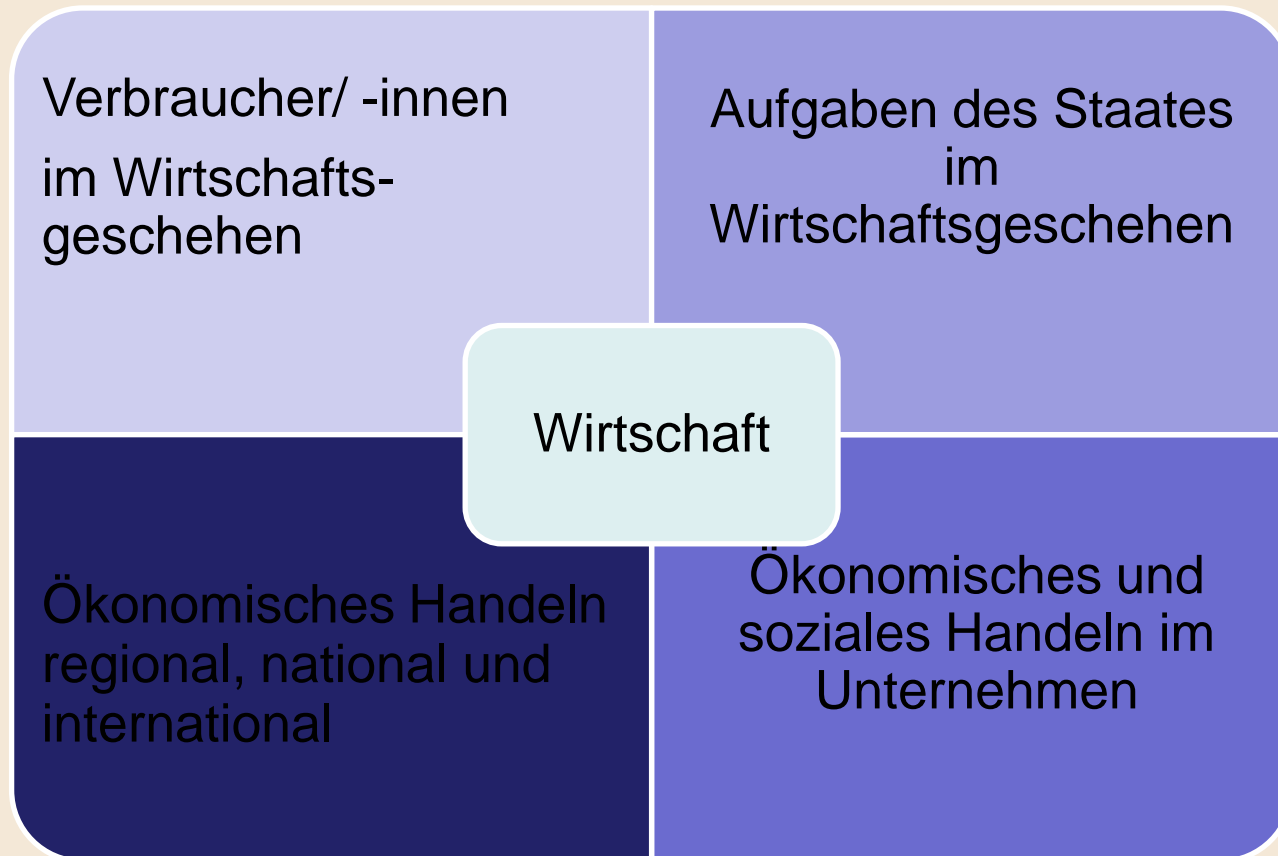 Verbraucher/ -innen
im Wirtschafts-
geschehen
Aufgaben des Staates
im
Wirtschaftsgeschehen
Wirtschaft
Ökonomisches Handeln
regional, national und
international
Ökonomisches und
soziales Handeln im
Unternehmen